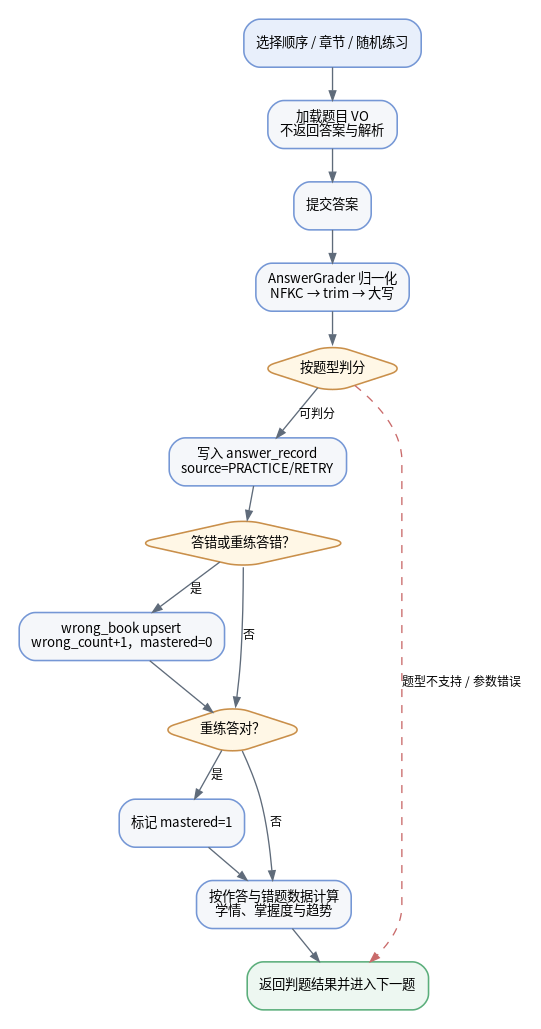 选择顺序 / 章节 / 随机练习
加载题目 VO
不返回答案与解析
提交答案
AnswerGrader 归一化
NFKC → trim → 大写
按题型判分
可判分
写入 answer_record
source=PRACTICE/RETRY
答错或重练答错?
是
wrong_book upsert
wrong_count+1，mastered=0
否
题型不支持 / 参数错误
重练答对?
是
标记 mastered=1
否
按作答与错题数据计算
学情、掌握度与趋势
返回判题结果并进入下一题